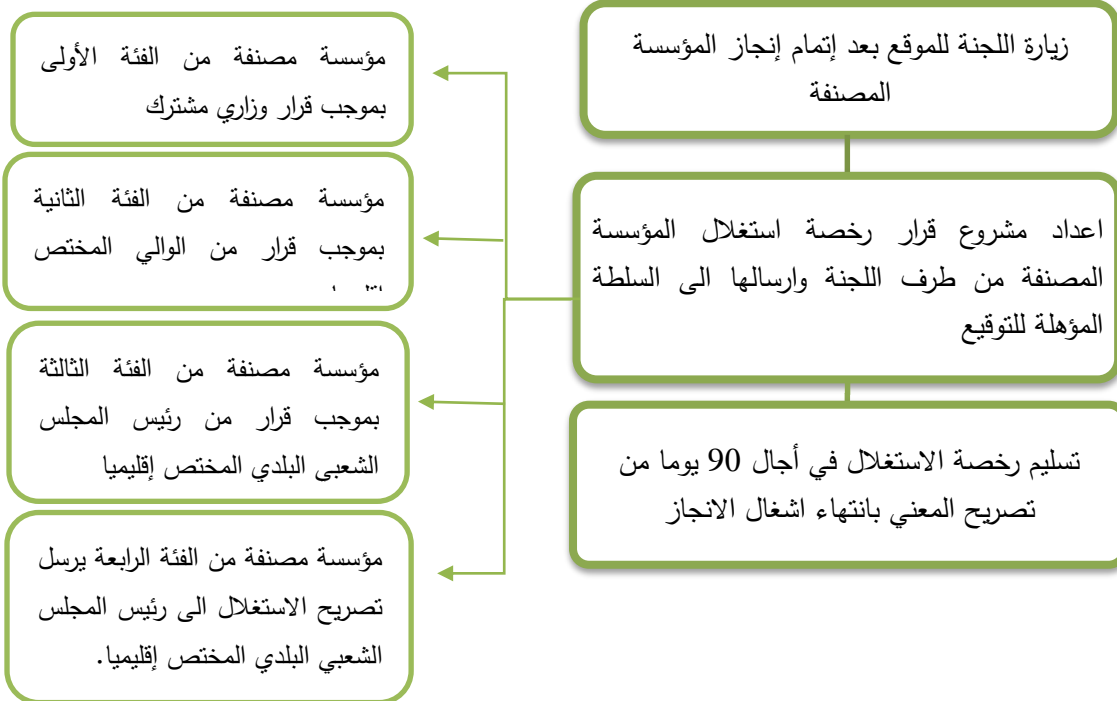 زيارة اللجنة للموقع بعد إتمام إنجاز المؤسسة
المصنفة
اعداد مشروع قرار رخصة استغلال المؤسسة
المصنفة من طرف اللجنة وارسالها الى السلطة
المؤهلة للتوقيع
تسليم رخصة الاستغلال في أجال 90 يوما من
تصريح المعني بانتهاء اشغال الانجاز
مؤسسة مصنفة من الفئة الأولى
بموجب قرار وزاري مشترك
مؤسسة مصنفة من الفئة الثانية
بموجب قرار من الوالي المختص
مؤسسة مصنفة من الفئة الثالثة
بموجب قرار من رئيس المجلس
الشعبي البلدي المختص إقليميا
مؤسسة مصنفة من الفئة الرابعة يرسل
تصريح الاستغلال الى رئيس المجلس
الشعبي البلدي المختص إقليميا.